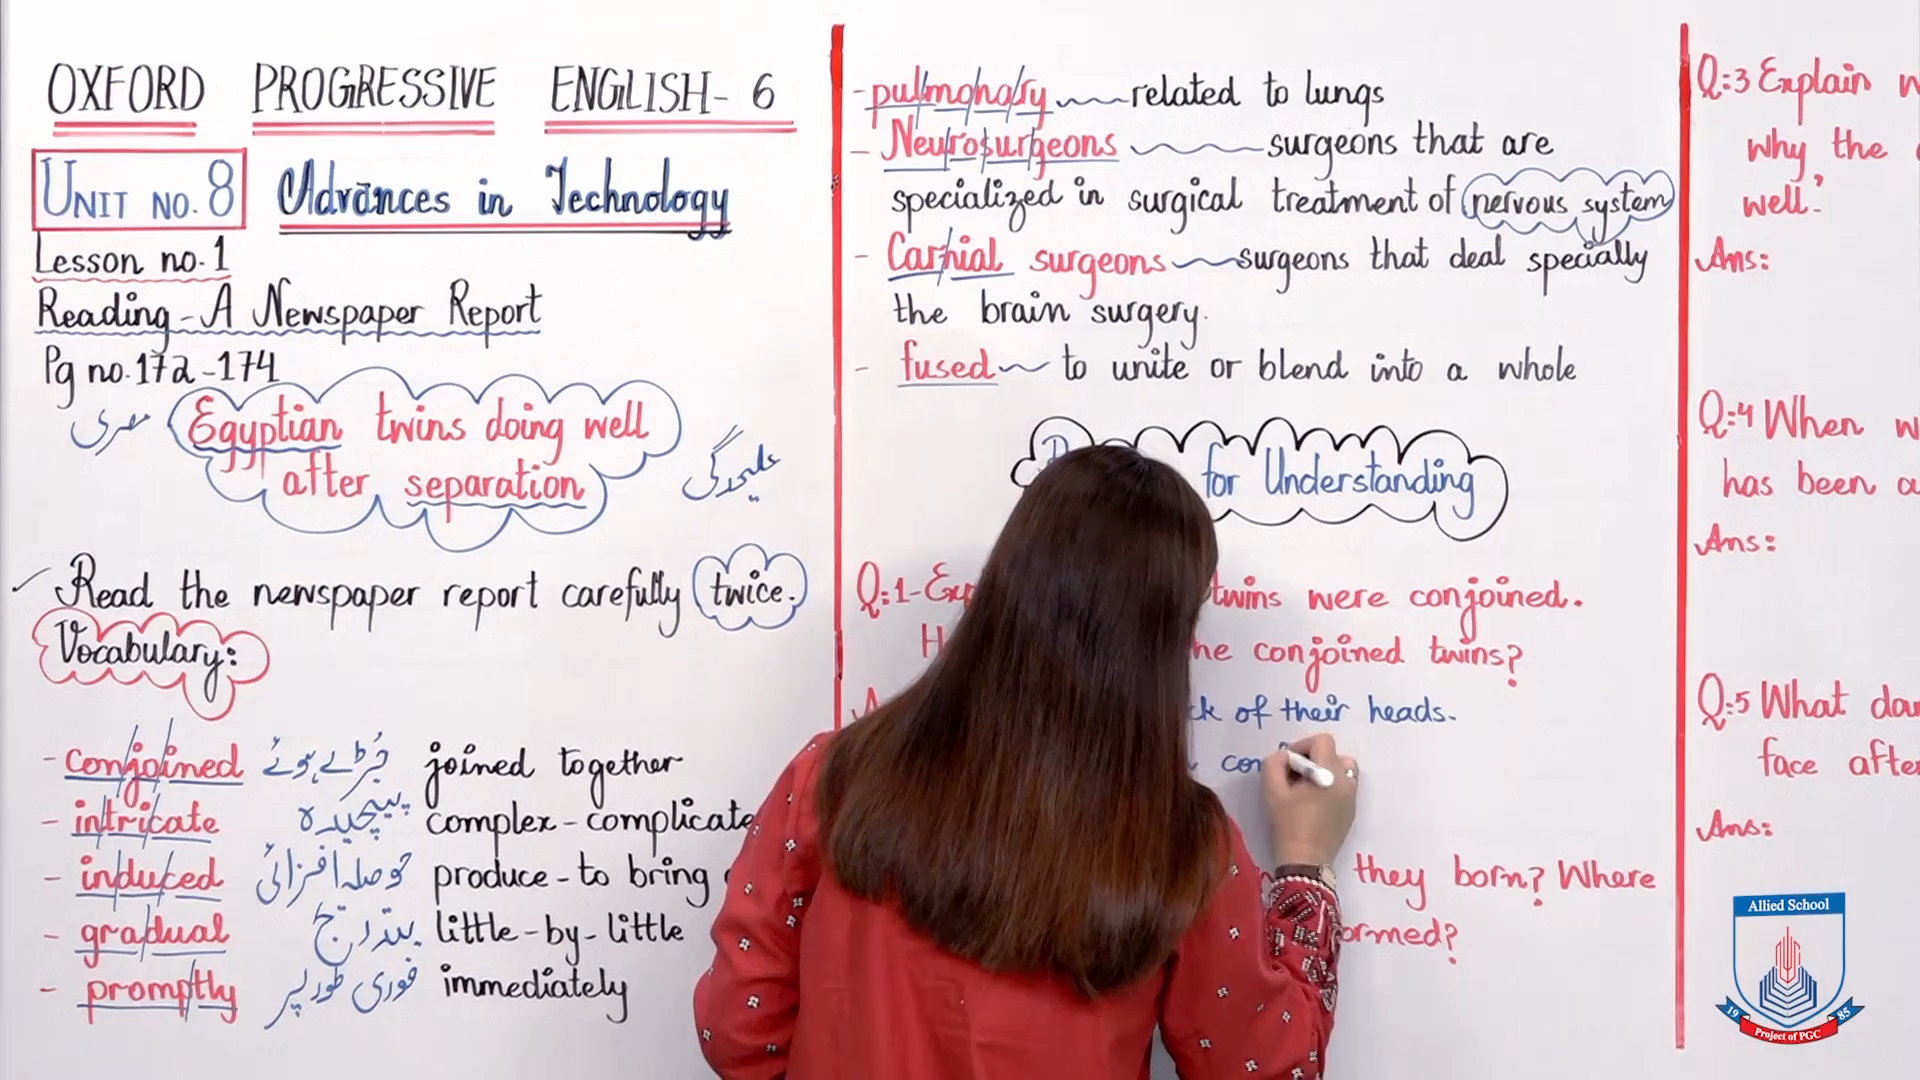 OXFORD PROGRESSIVE ENGLISH- 6
UNIT NO. 8 Advances in Technology
Lesson no. 1
Reading - A Newspaper Report
Pg no. 172-174
مصری Egyptian twins doing well
after separation علیحدگی
Read the newspaper report carefully twice.
Vocabulary:
- conjoined جُڑے ہوئے joined together
- intricate پیچیدہ complex - complicate
- induced حوصلہ افزائی produce - to bring
- gradual بتدریج little-by-little
- promptly فوری طور پر immediately
- pulmonary related to lungs
- Neurosurgeons surgeons that are
specialized in surgical treatment of nervous system
- Carnial surgeons surgeons that deal specially
the brain surgery.
- fused to unite or blend into a whole
for Understanding
Q:1- twins were conjoined.
the conjoined twins?
of their heads.
they born? Where
Q:3 Explain
why the
well?
Ans:
Q:4 When
has been
Ans:
Q:5 What
face after
Ans:
Allied School
19 85
Project of PGC